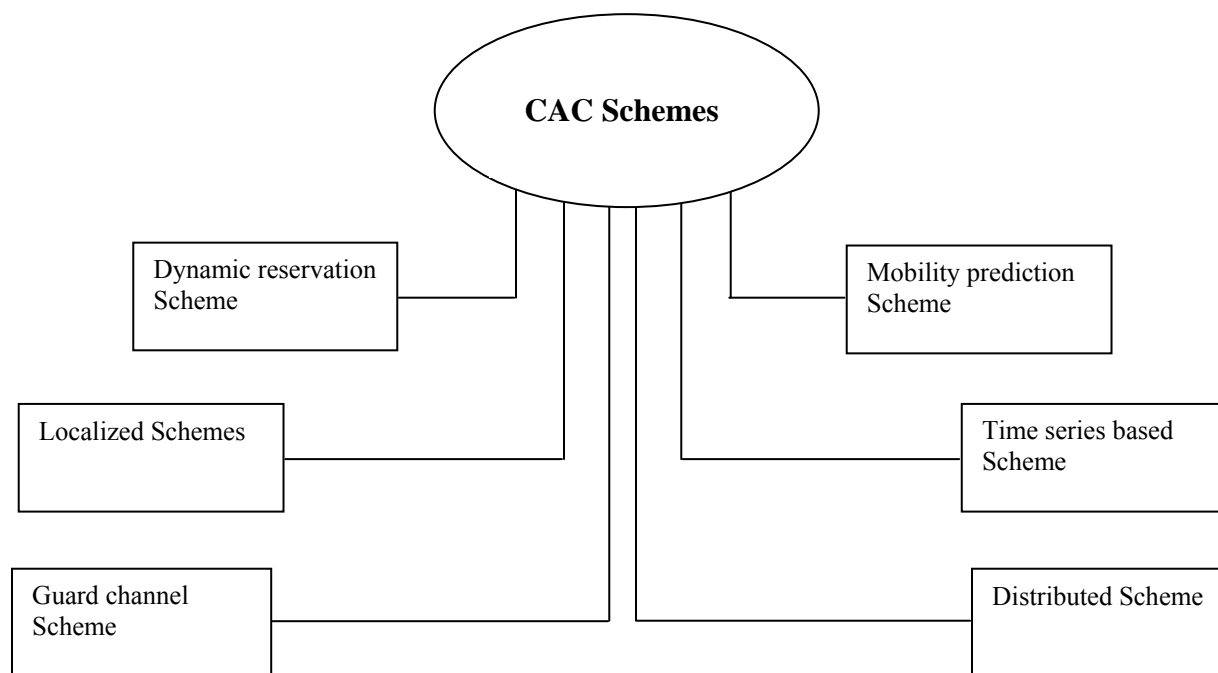 CAC Schemes
Dynamic reservation
Scheme
Mobility prediction
Scheme
Localized Schemes
Time series based
Scheme
Guard channel
Scheme
Distributed Scheme